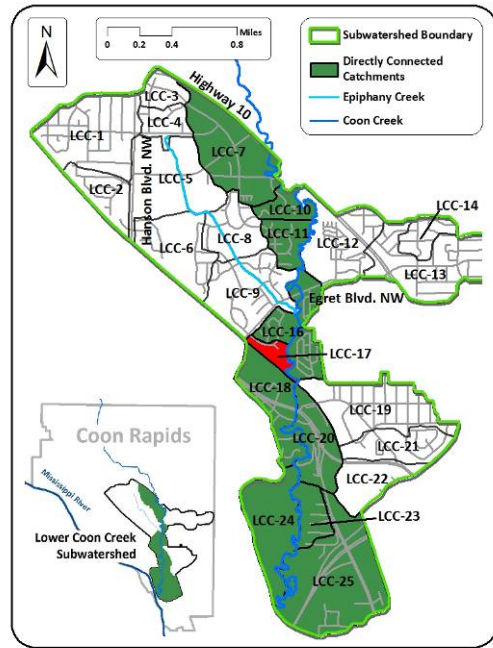 N
Miles
0 0.2 0.4 0.8
Subwatershed Boundary
Directly Connected
Catchments
Epiphany Creek
Coon Creek
Highway 10
LCC-3
LCC-1
LCC-4
LCC-7
Hanson Blvd. NW
LCC-2
LCC-5
LCC-10
LCC-14
LCC-11
LCC-6
LCC-8
LCC-12
LCC-13
LCC-9
Egret Blvd. NW
LCC-16
LCC-17
LCC-18
LCC-19
LCC-20
LCC-21
LCC-22
LCC-24
LCC-23
LCC-25
Coon Rapids
Mississippi River
Lower Coon Creek
Subwatershed